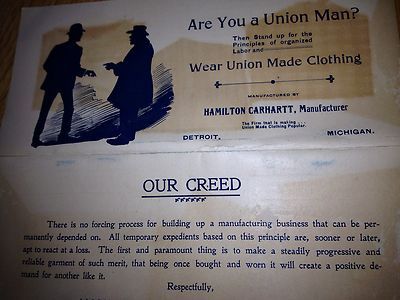 Are You a Union Man?
Then Stand up for the
Principles of organized
Labor and
Wear Union Made Clothing
MANUFACTURED BY
HAMILTON CARHARTT, Manufacturer
The Firm that is making
Union Made Clothing Popular.
DETROIT, MICHIGAN.
OUR CREED
There is no forcing process for building up a manufacturing business that can be per-
manently depended on. All temporary expedients based on this principle are, sooner or later,
apt to react at a loss. The first and paramount thing is to make a steadily progressive and
reliable garment of such merit, that being once bought and worn it will create a positive de-
mand for another like it.
Respectfully,